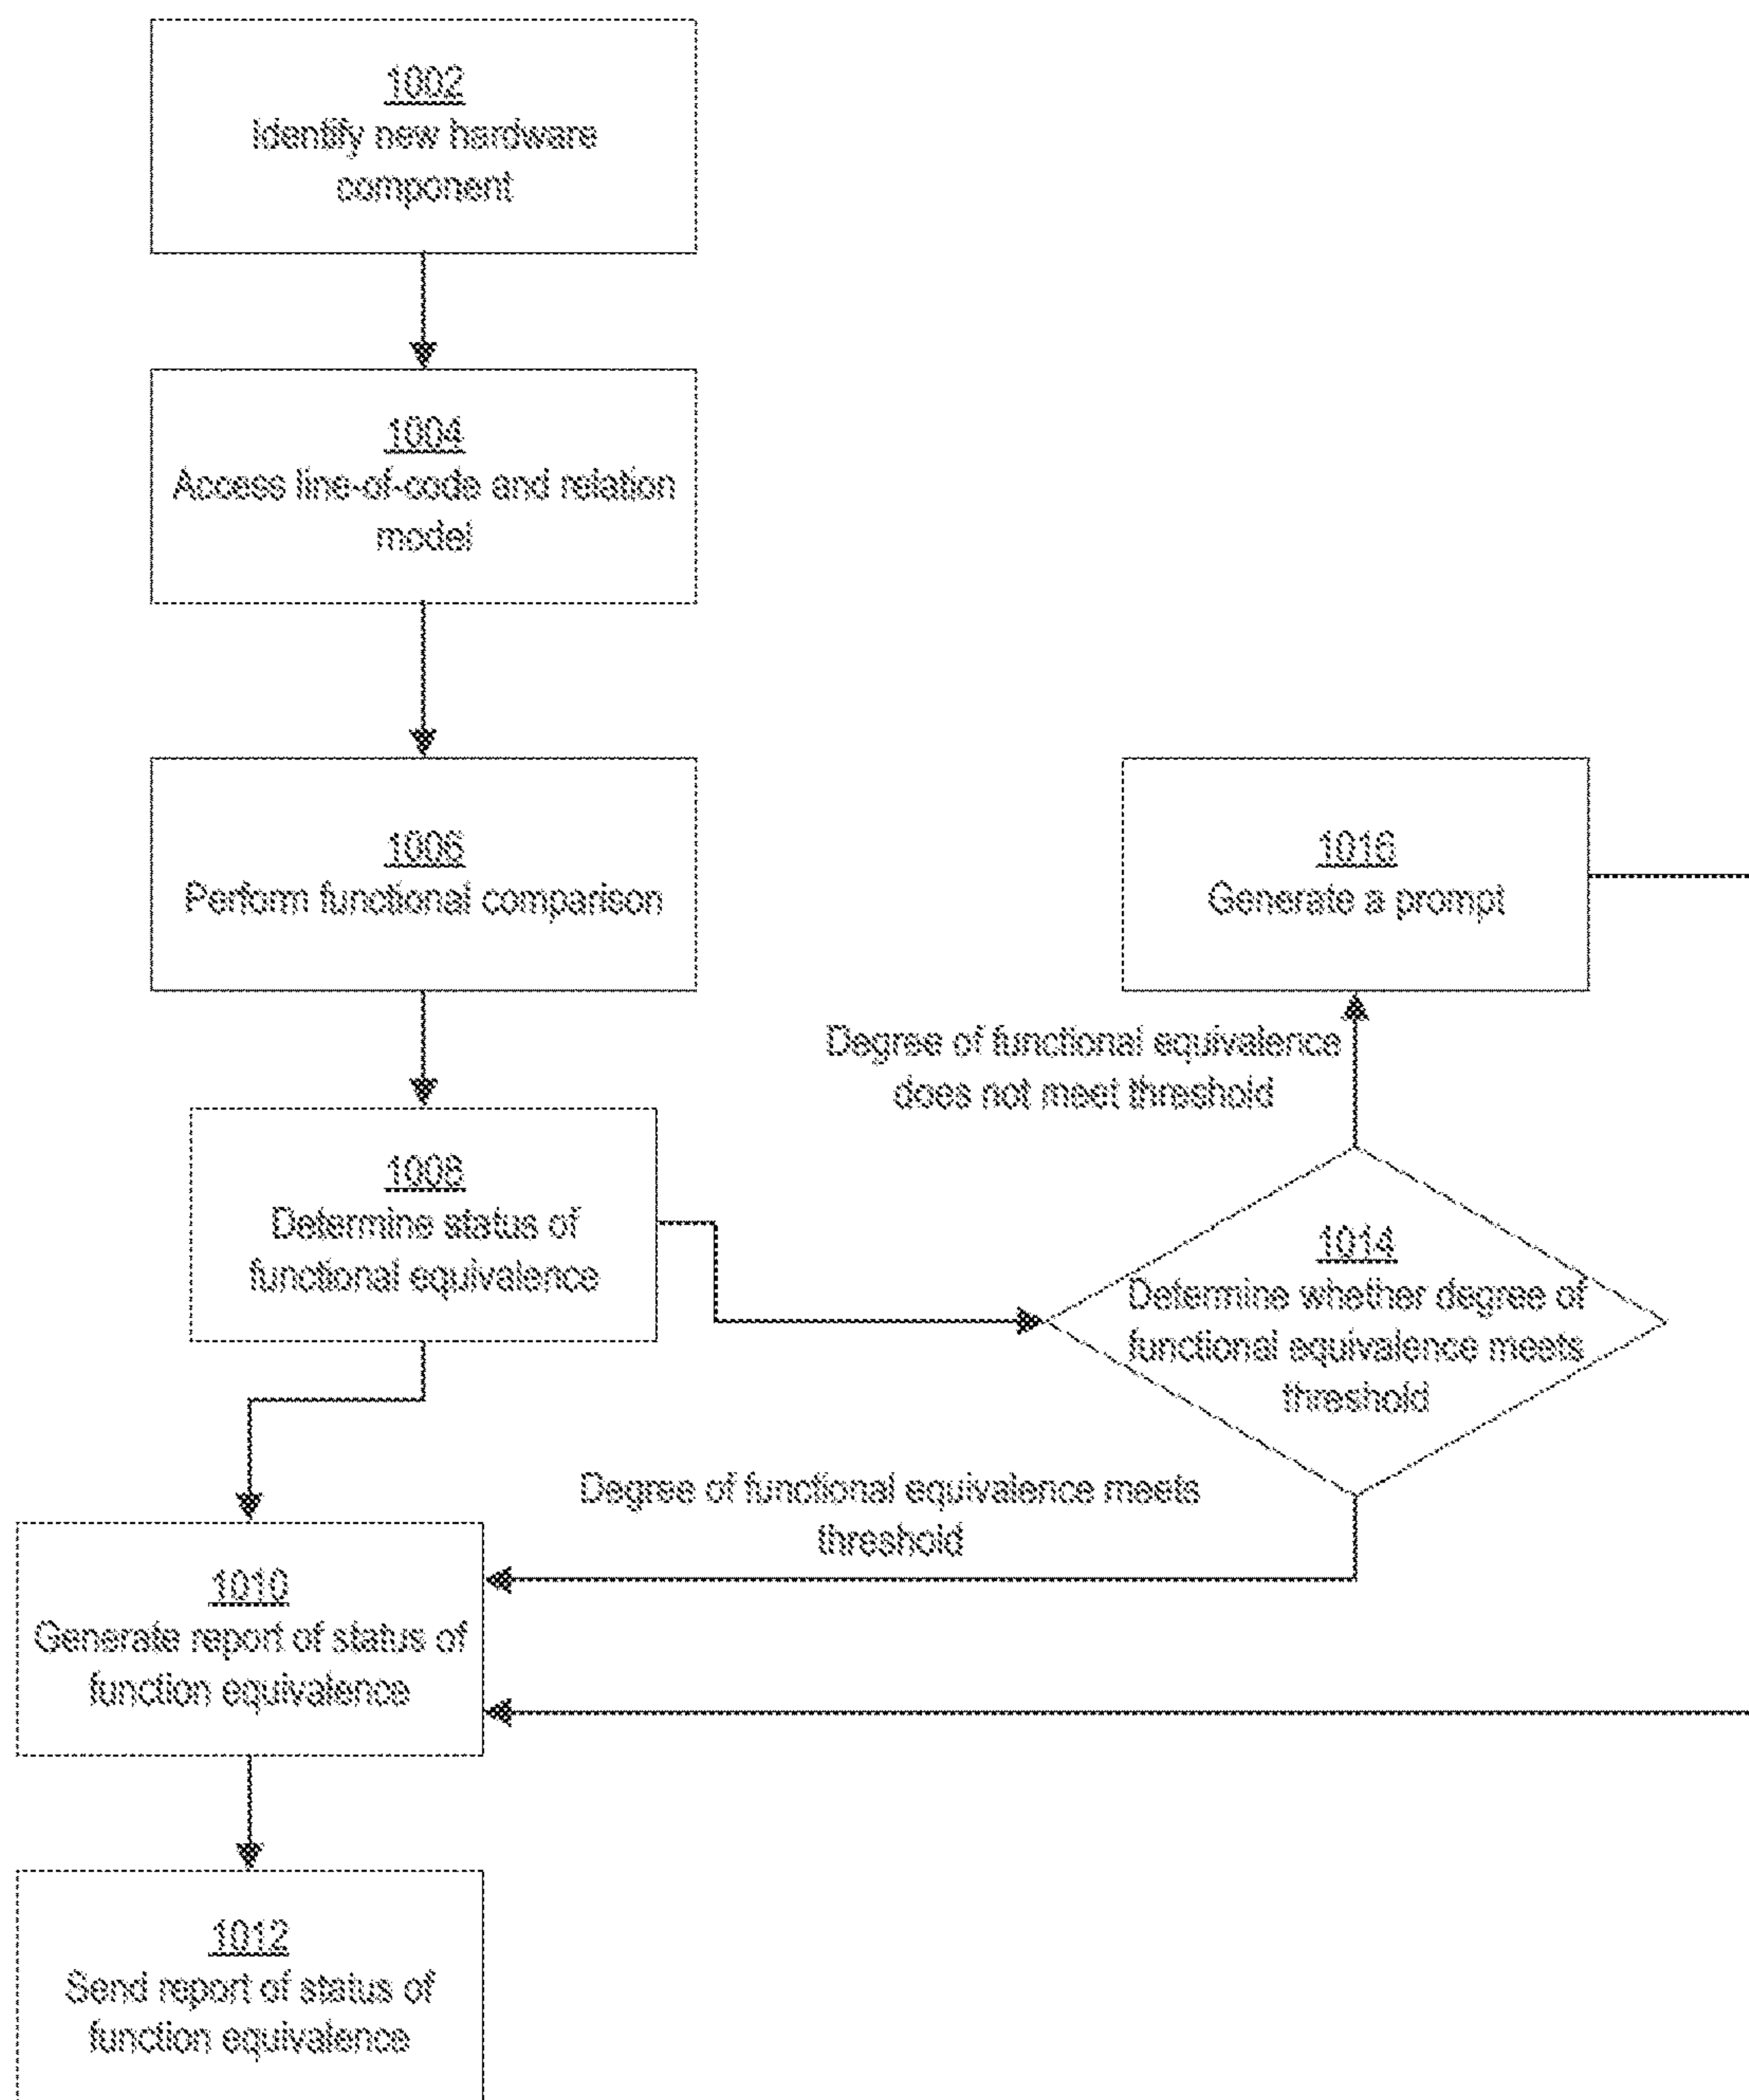 1002
Identify new hardware
component
1004
Access line-of-code and relation
model
1006
Perform functional comparison
1016
Generate a prompt
Degree of functional equivalence
does not meet threshold
1008
Determine status of
functional equivalence
1014
Determine whether degree of
functional equivalence meets
threshold
Degree of functional equivalence meets
threshold
1010
Generate report of status of
function equivalence
1012
Send report of status of
function equivalence